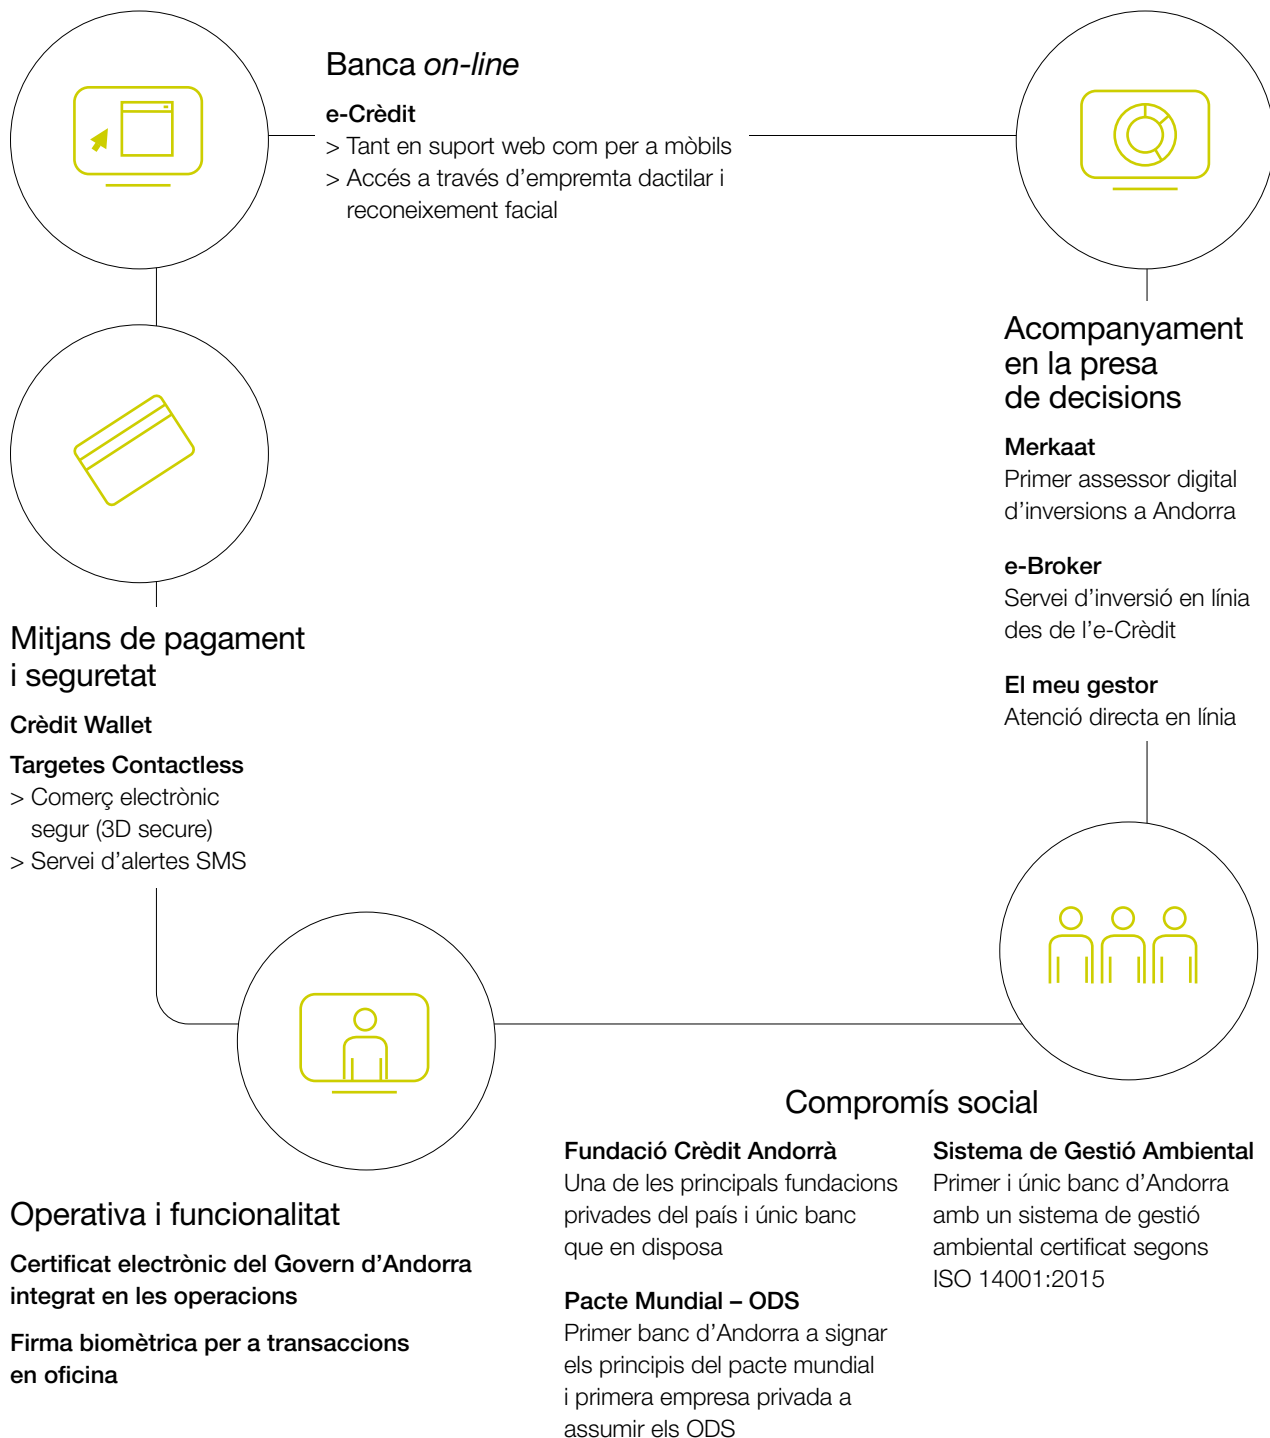 Banca on-line
e-Crèdit
> Tant en suport web com per a mòbils
> Accés a través d’empremta dactilar i
reconeixement facial
Acompanyament
en la presa
de decisions
Merkaat
Primer assessor digital
d’inversions a Andorra
e-Broker
Servei d’inversió en línia
des de l’e-Crèdit
El meu gestor
Atenció directa en línia
Mitjans de pagament
i seguretat
Crèdit Wallet
Targetes Contactless
> Comerç electrònic
segur (3D secure)
> Servei d’alertes SMS
Operativa i funcionalitat
Certificat electrònic del Govern d’Andorra
integrat en les operacions
Firma biomètrica per a transaccions
en oficina
Compromís social
Fundació Crèdit Andorrà
Una de les principals fundacions
privades del país i únic banc
que en disposa
Pacte Mundial – ODS
Primer banc d’Andorra a signar
els principis del pacte mundial
i primera empresa privada a
assumir els ODS
Sistema de Gestió Ambiental
Primer i únic banc d’Andorra
amb un sistema de gestió
ambiental certificat segons
ISO 14001:2015